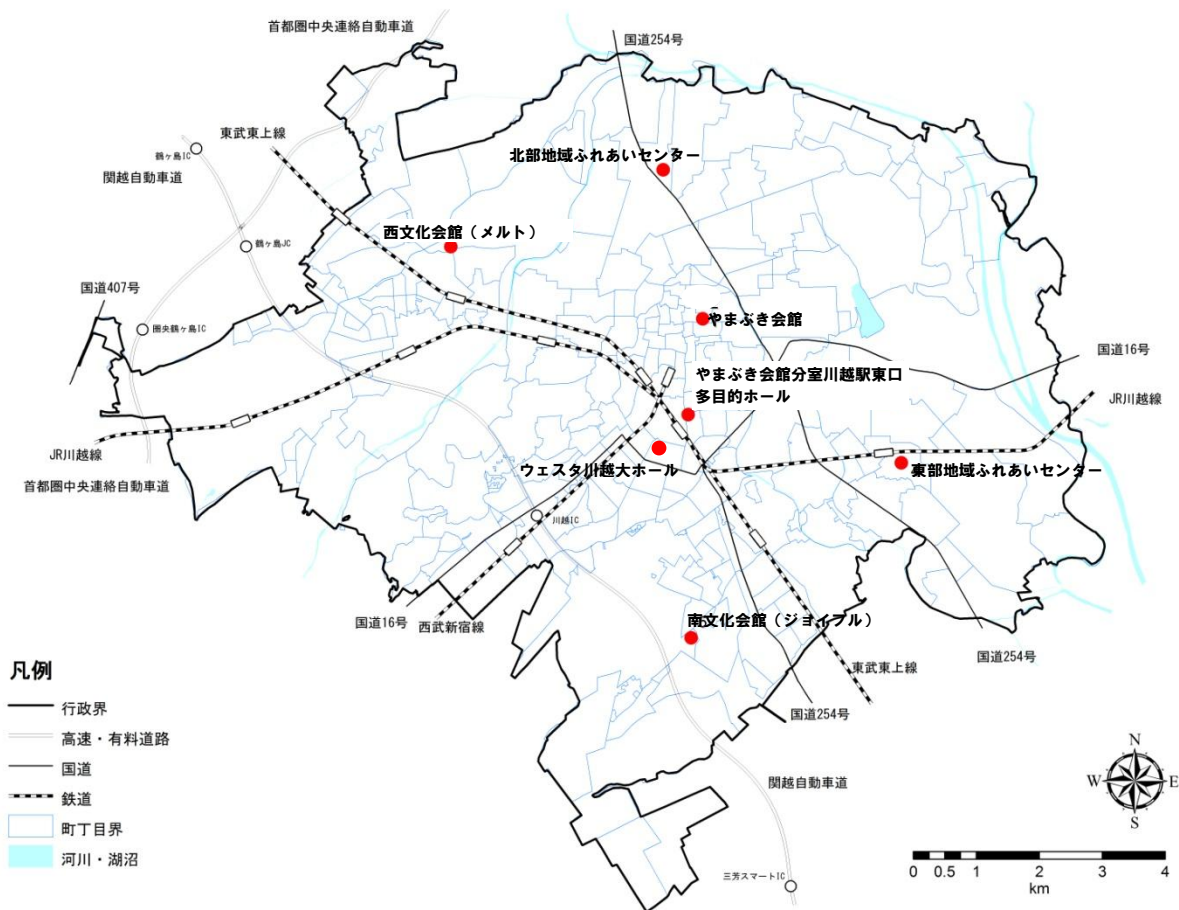 首都圏中央連絡自動車道
国道254号
東武東上線
鶴ヶ島IC
関越自動車道
北部地域ふれあいセンター
西文化会館（メルト）
鶴ヶ島JC
国道407号
圏央鶴ヶ島IC
やまぶき会館
国道16号
やまぶき会館分室川越駅東口
多目的ホール
JR川越線
JR川越線
ウェスタ川越大ホール
東部地域ふれあいセンター
首都圏中央連絡自動車道
川越IC
国道16号
西武新宿線
南文化会館（ジョイフル）
東武東上線
国道254号
国道254号
凡例
行政界
高速・有料道路
国道
鉄道
町丁目界
河川・湖沼
関越自動車道
三芳スマートIC
N
W
E
S
0 0.5 1 2 3 4
km